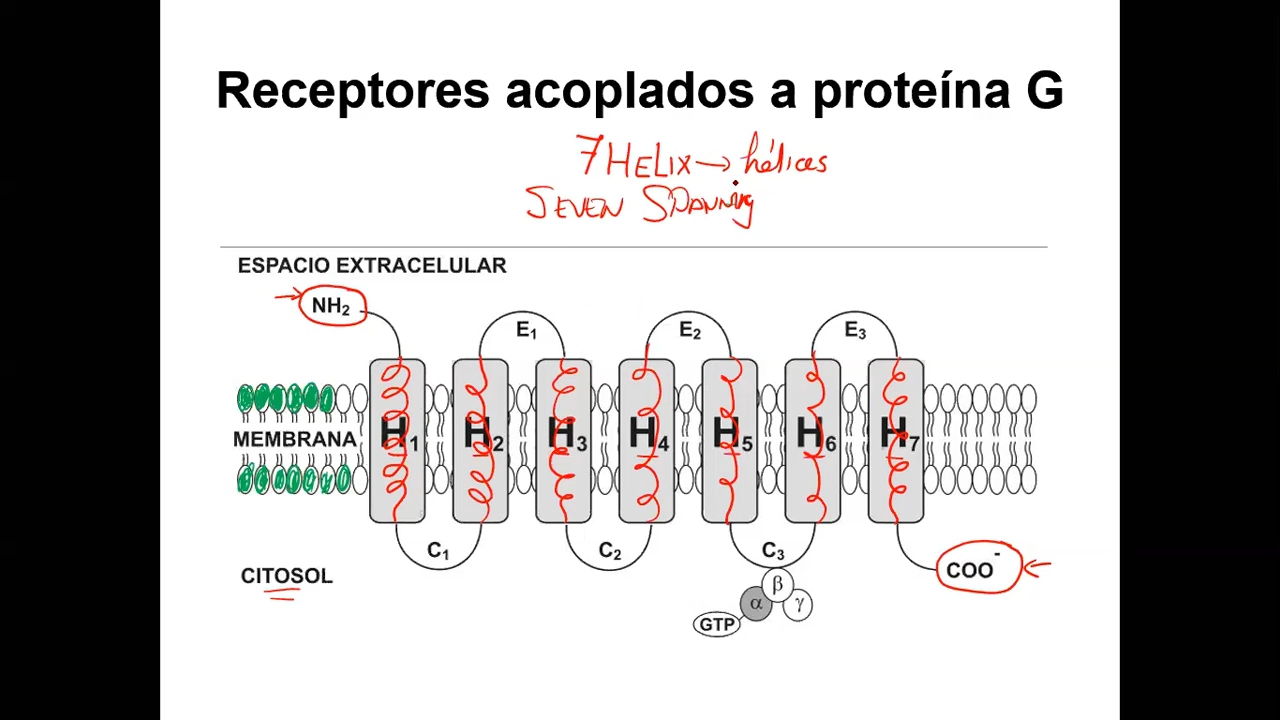 Receptores acoplados a proteína G
7 HELIX → hélices
SEVEN SPANNING
ESPACIO EXTRACELULAR
NH₂
E₁ E₂ E₃
MEMBRANA
H₁ H₂ H₃ H₄ H₅ H₆ H₇
C₁ C₂ C₃
CITOSOL
COO⁻
β
α γ
GTP